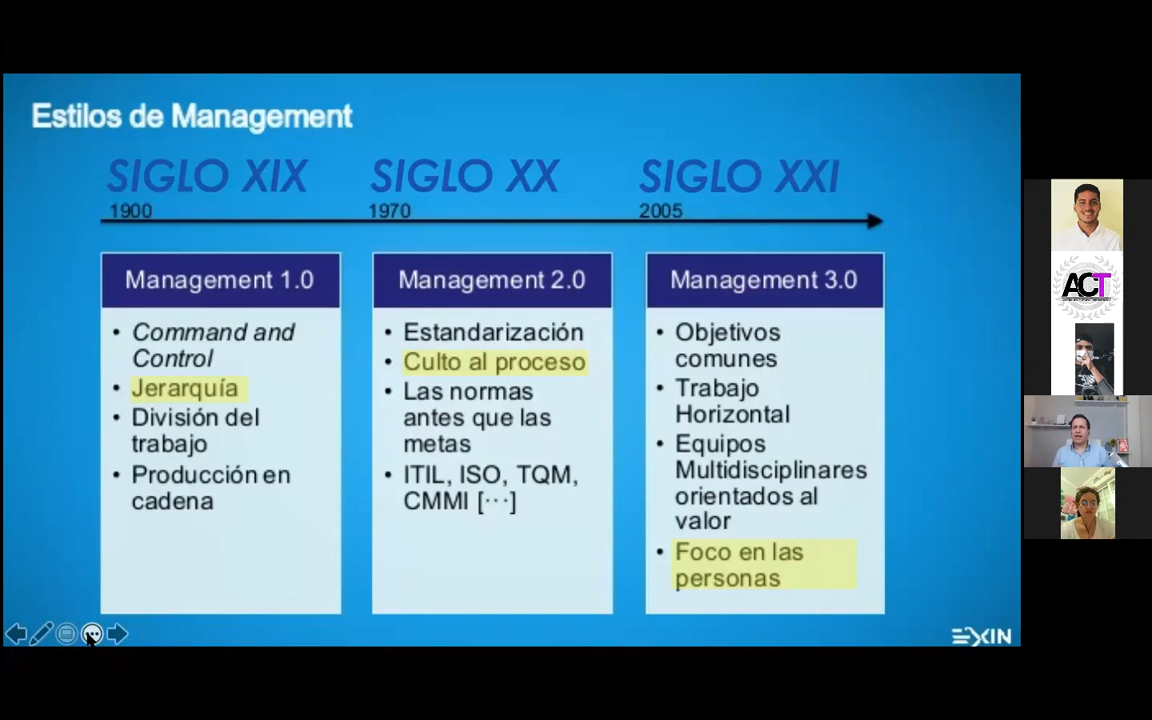 Estilos de Management
SIGLO XIX
SIGLO XX
SIGLO XXI
1900
1970
2005
Management 1.0
• Command and
Control
• Jerarquía
• División del
trabajo
• Producción en
cadena
Management 2.0
• Estandarización
• Culto al proceso
• Las normas
antes que las
metas
• ITIL, ISO, TQM,
CMMI [···]
Management 3.0
• Objetivos
comunes
• Trabajo
Horizontal
• Equipos
Multidisciplinares
orientados al
valor
• Foco en las
personas
EXIN
ACT